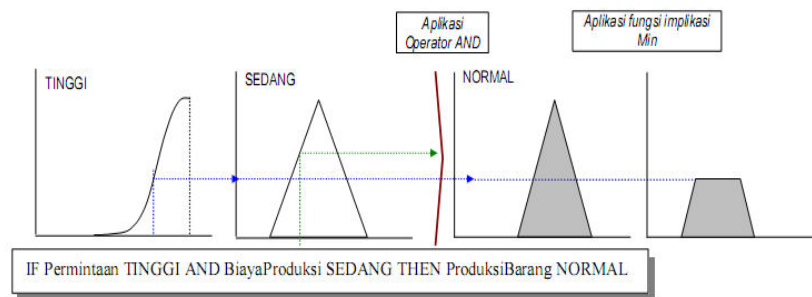 Aplikasi
Operator AND
Aplikasi fungsi implikasi
Min
TINGGI
SEDANG
NORMAL
IF Permintaan TINGGI AND BiayaProduksi SEDANG THEN ProduksiBarang NORMAL